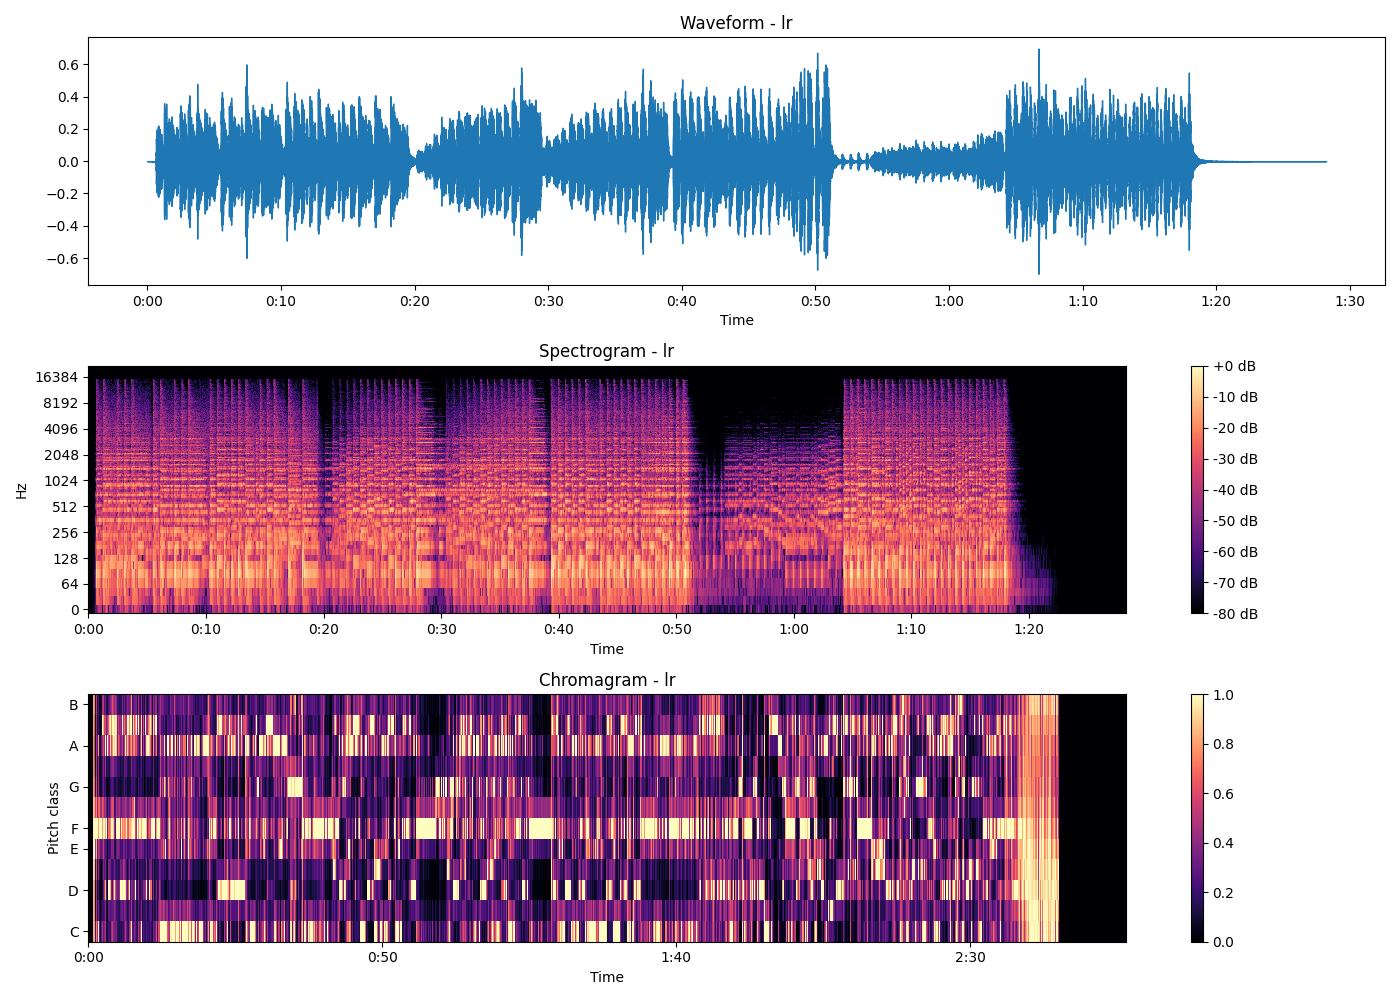 Waveform - lr
0.6
0.4
0.2
0.0
−0.2
−0.4
−0.6
0:00 0:10 0:20 0:30 0:40 0:50 1:00 1:10 1:20 1:30
Time
Spectrogram - lr
Hz
16384
8192
4096
2048
1024
512
256
128
64
0
0:00 0:10 0:20 0:30 0:40 0:50 1:00 1:10 1:20
Time
+0 dB
-10 dB
-20 dB
-30 dB
-40 dB
-50 dB
-60 dB
-70 dB
-80 dB
Chromagram - lr
Pitch class
B
A
G
F
E
D
C
0:00 0:50 1:40 2:30
Time
1.0
0.8
0.6
0.4
0.2
0.0